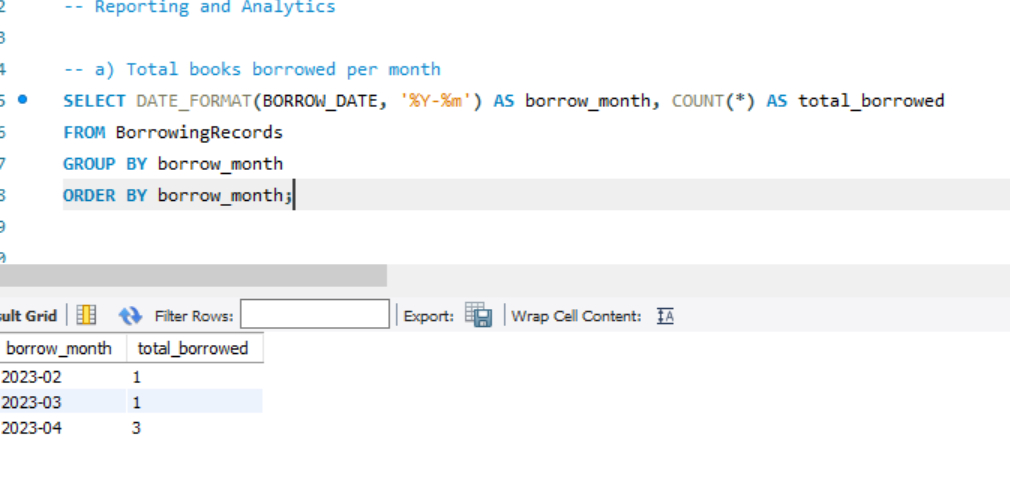 2 -- Reporting and Analytics
3
4 -- a) Total books borrowed per month
5 SELECT DATE_FORMAT(BORROW_DATE, '%Y-%m') AS borrow_month, COUNT(*) AS total_borrowed
6 FROM BorrowingRecords
7 GROUP BY borrow_month
8 ORDER BY borrow_month;
9
0
sult Grid Filter Rows: Export: Wrap Cell Content: IA
borrow_month total_borrowed
2023-02 1
2023-03 1
2023-04 3